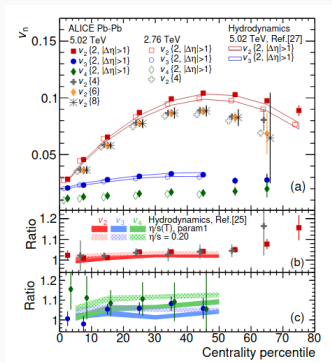 vn
ALICE Pb-Pb
5.02 TeV
v2{2, |Δη|>1}
v3{2, |Δη|>1}
v4{2, |Δη|>1}
v2{4}
v2{6}
v2{8}
2.76 TeV
v2{2, |Δη|>1}
v3{2, |Δη|>1}
v4{2, |Δη|>1}
v2{4}
Hydrodynamics
5.02 TeV, Ref.[27]
v2{2, |Δη|>1}
v3{2, |Δη|>1}
0.15
0.1
0.05
(a)
v2 v3 v4 Hydrodynamics, Ref.[25]
η/s(T), param1
η/s = 0.20
Ratio
1.2
1.1
1
(b)
Ratio
1.2
1.1
1
(c)
0 10 20 30 40 50 60 70 80
Centrality percentile